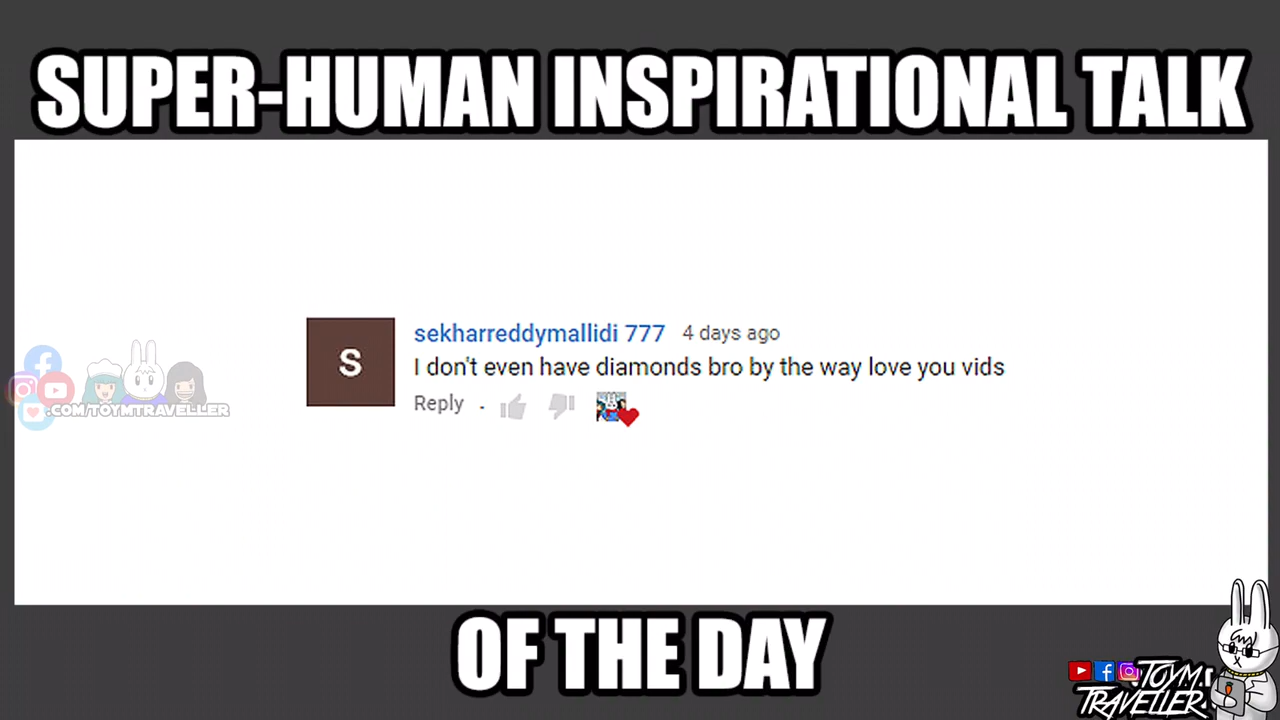 SUPER-HUMAN INSPIRATIONAL TALK
S
sekharreddymallidi 777 4 days ago
I don't even have diamonds bro by the way love you vids
Reply .
.COM/TOYMTRAVELLER
OF THE DAY
TOYM
TRAVELLER